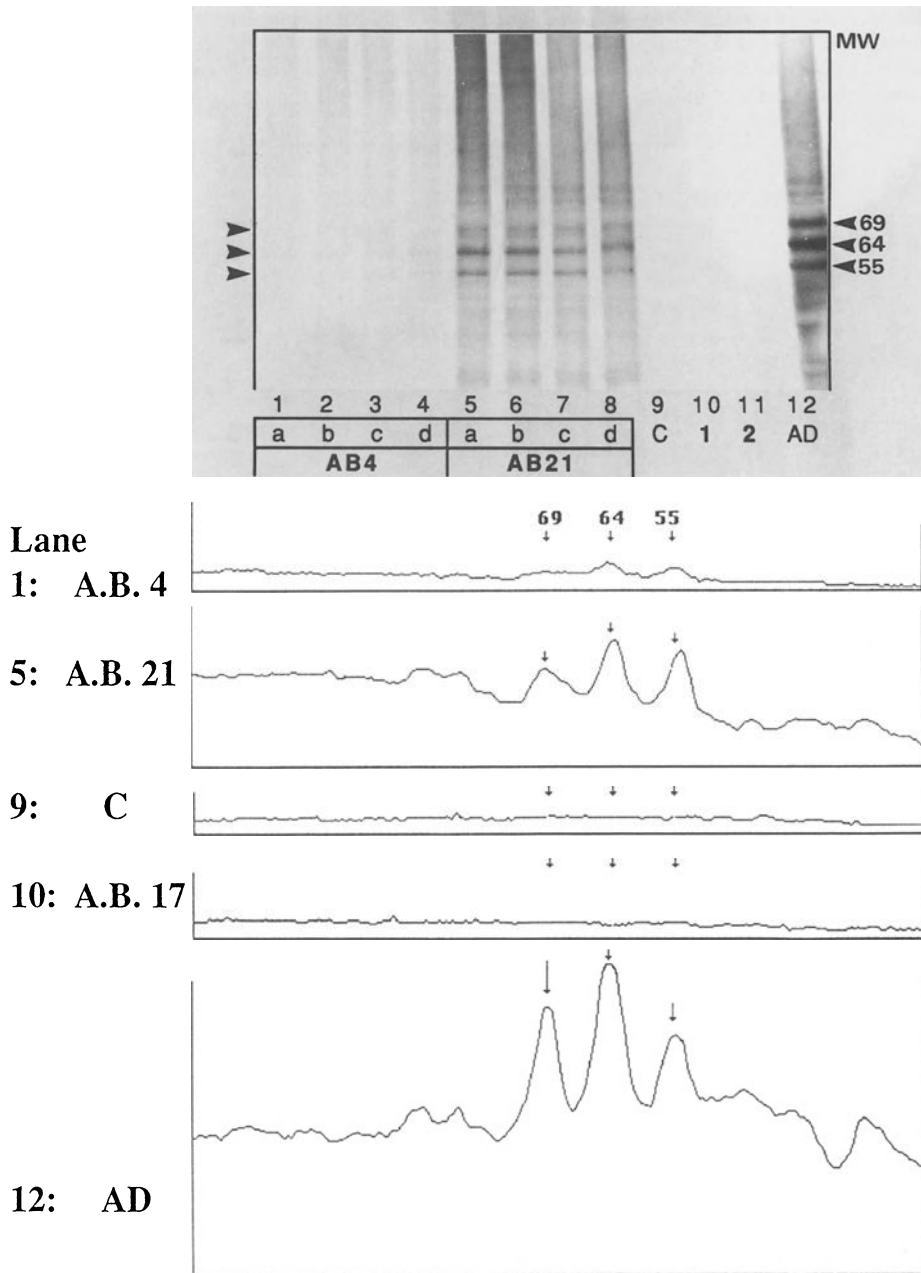 MW
69
64
55
1 2 3 4 5 6 7 8 9 10 11 12
a b c d a b c d C 1 2 AD
AB4 AB21
69 64 55
Lane
1: A.B. 4
5: A.B. 21
9: C
10: A.B. 17
12: AD